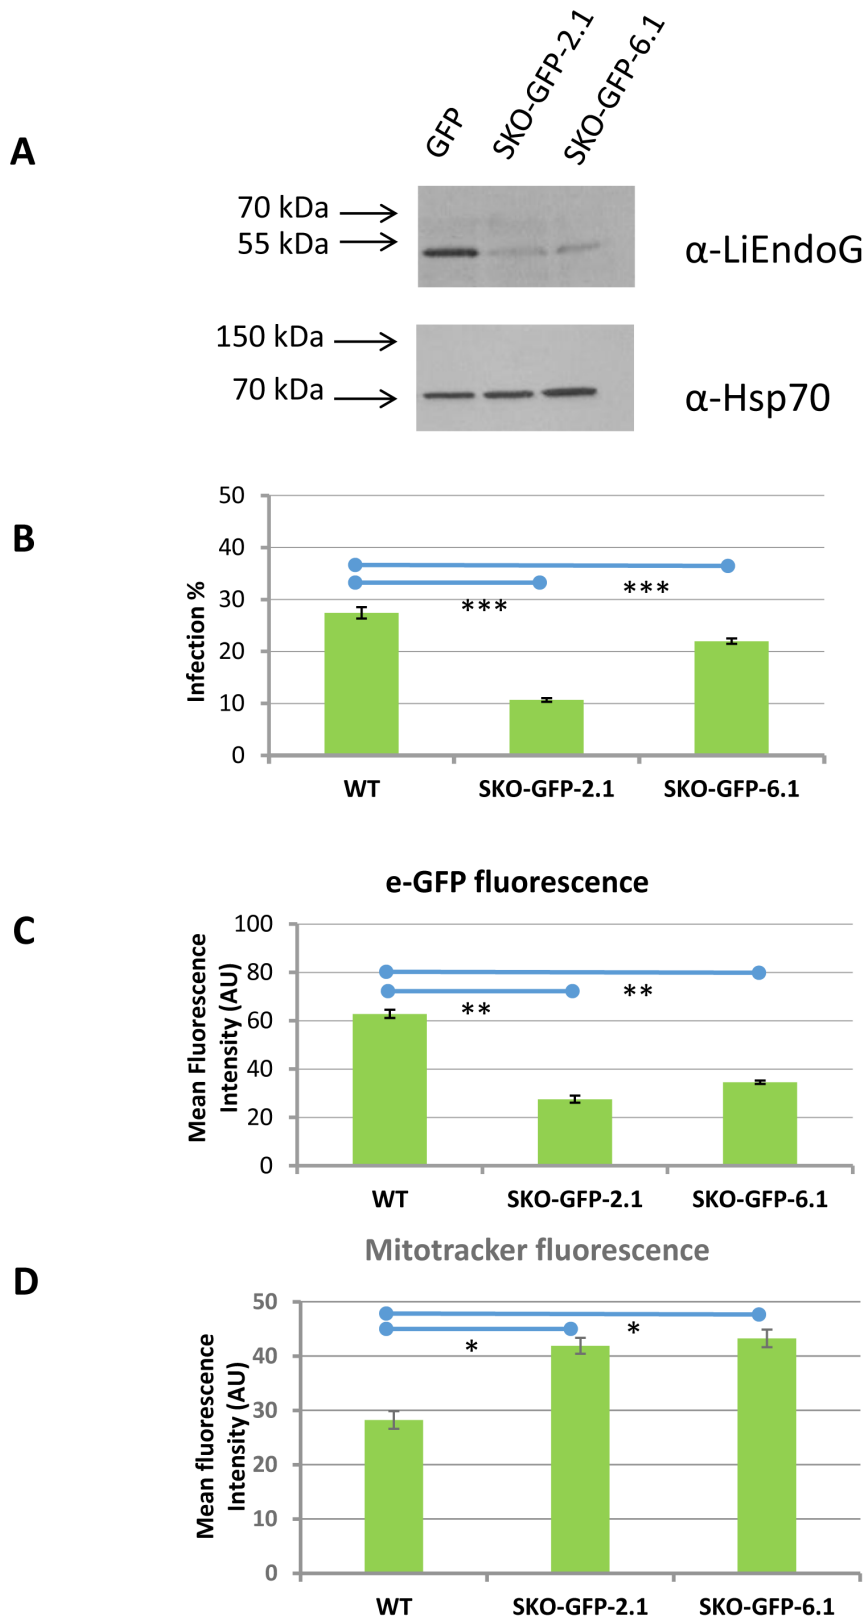 A
GFP
SKO-GFP-2.1
SKO-GFP-6.1
70 kDa
55 kDa
α-LiEndoG
150 kDa
70 kDa
α-Hsp70
B
Infection %
50
40
30
20
10
0
***
***
WT
SKO-GFP-2.1
SKO-GFP-6.1
e-GFP fluorescence
C
Mean Fluorescence
Intensity (AU)
100
80
60
40
20
0
**
**
WT
SKO-GFP-2.1
SKO-GFP-6.1
Mitotracker fluorescence
D
Mean fluorescence
Intensity (AU)
50
40
30
20
10
0
*
*
WT
SKO-GFP-2.1
SKO-GFP-6.1